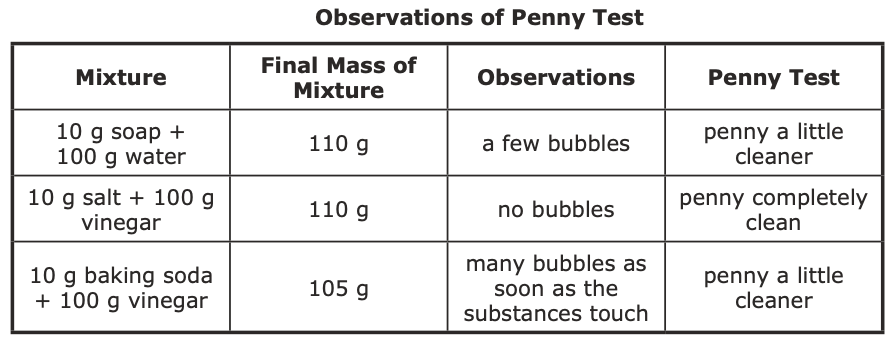 Observations of Penny Test
Mixture
Final Mass of
Mixture
Observations
Penny Test
10 g soap +
100 g water
110 g
a few bubbles
penny a little
cleaner
10 g salt + 100 g
vinegar
110 g
no bubbles
penny completely
clean
10 g baking soda
+ 100 g vinegar
105 g
many bubbles as
soon as the
substances touch
penny a little
cleaner